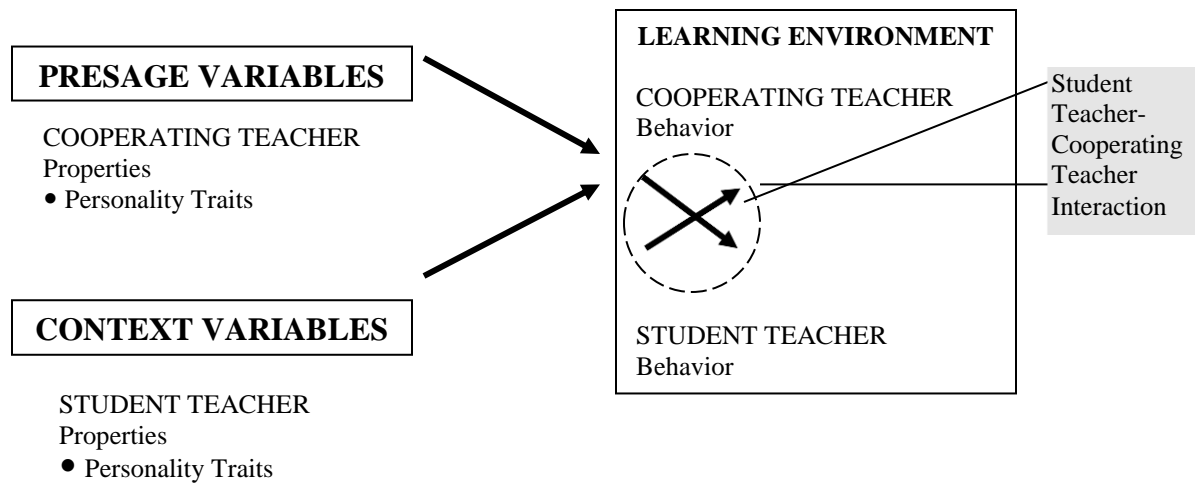 PRESAGE VARIABLES
COOPERATING TEACHER
Properties
• Personality Traits
CONTEXT VARIABLES
STUDENT TEACHER
Properties
• Personality Traits
LEARNING ENVIRONMENT
COOPERATING TEACHER
Behavior
STUDENT TEACHER
Behavior
Student
Teacher-
Cooperating
Teacher
Interaction